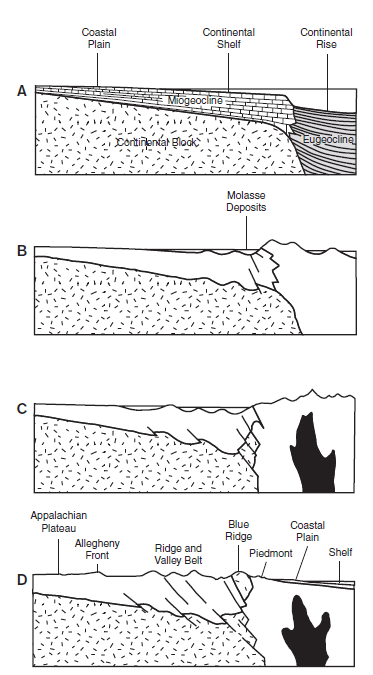 Coastal
Plain
Continental
Shelf
Continental
Rise
A
Miogeocline
Continental Block
Eugeocline
Molasse
Deposits
B
C
Appalachian
Plateau
Allegheny
Front
Ridge and
Valley Belt
Blue
Ridge
Piedmont
Coastal
Plain
Shelf
D